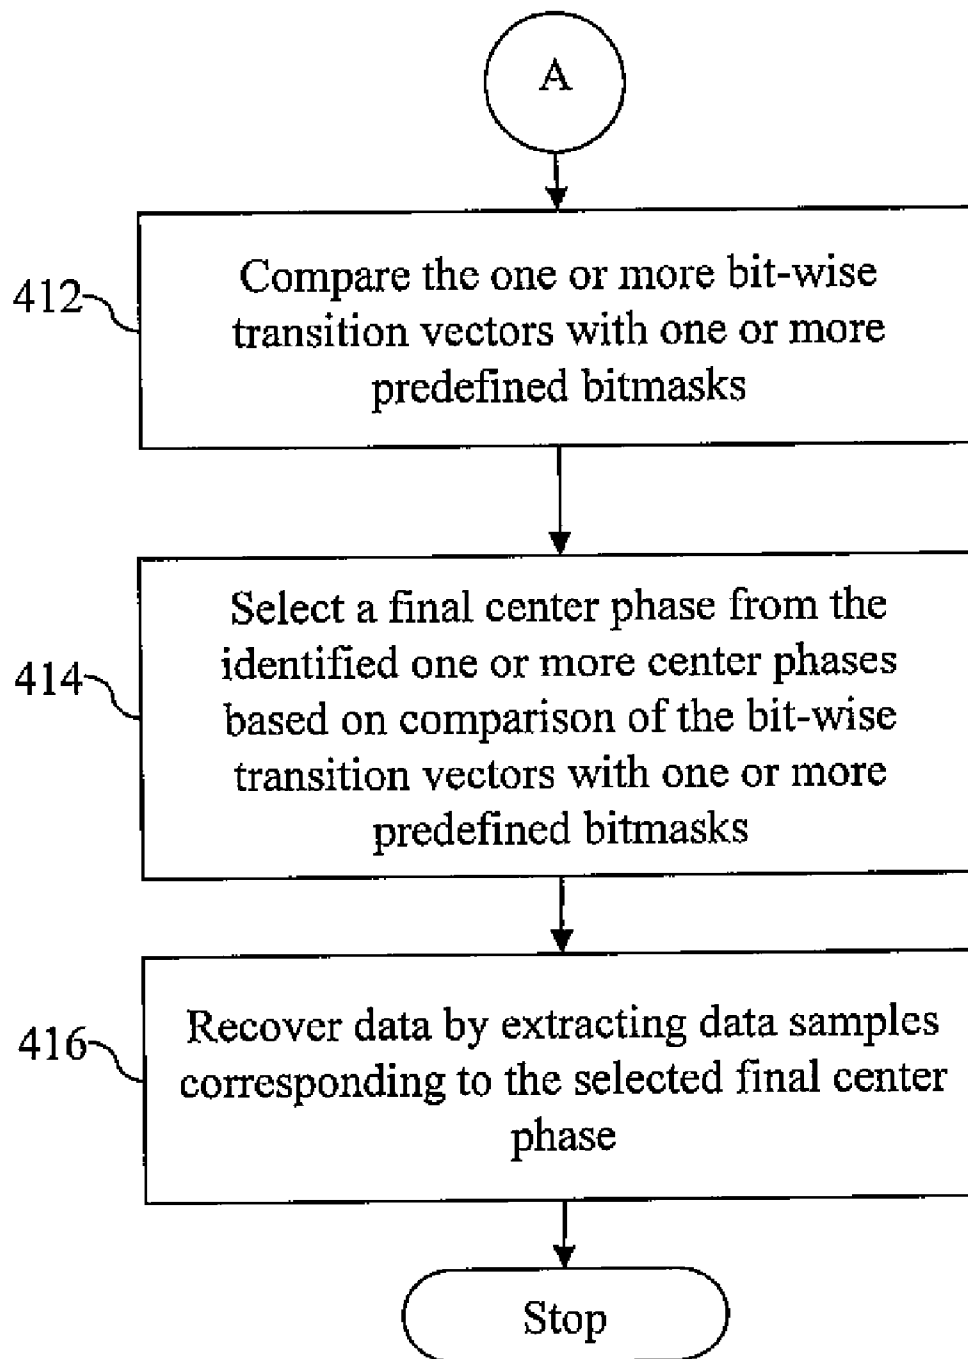 A
412
Compare the one or more bit-wise
transition vectors with one or more
predefined bitmasks
414
Select a final center phase from the
identified one or more center phases
based on comparison of the bit-wise
transition vectors with one or more
predefined bitmasks
416
Recover data by extracting data samples
corresponding to the selected final center
phase
Stop